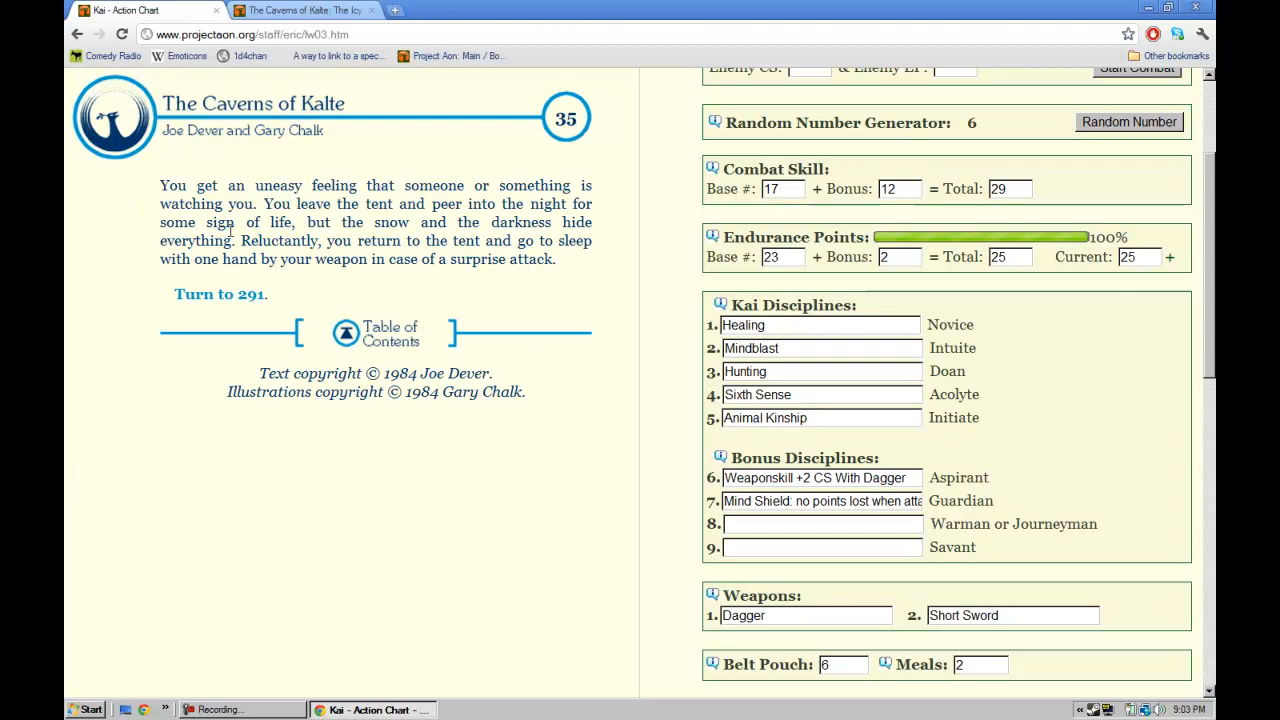 Kai - Action Chart
The Caverns of Kalte: The Icy
www.projectaon.org/staff/eric/lw03.htm
Comedy Radio
Emoticons
1d4chan
A way to link to a spec...
Project Aon: Main / Bo...
Other bookmarks
The Caverns of Kalte
Joe Dever and Gary Chalk
35
You get an uneasy feeling that someone or something is
watching you. You leave the tent and peer into the night for
some sign of life, but the snow and the darkness hide
everything. Reluctantly, you return to the tent and go to sleep
with one hand by your weapon in case of a surprise attack.
Turn to 291.
Table of
Contents
Text copyright © 1984 Joe Dever.
Illustrations copyright © 1984 Gary Chalk.
Enemy CS: & Enemy EP: Start Combat
Random Number Generator: 6 Random Number
Combat Skill:
Base #: 17 + Bonus: 12 = Total: 29
Endurance Points: 100%
Base #: 23 + Bonus: 2 = Total: 25 Current: 25 +
Kai Disciplines:
1. Healing Novice
2. Mindblast Intuite
3. Hunting Doan
4. Sixth Sense Acolyte
5. Animal Kinship Initiate
Bonus Disciplines:
6. Weaponskill +2 CS With Dagger Aspirant
7. Mind Shield: no points lost when atta Guardian
8. Warman or Journeyman
9. Savant
Weapons:
1. Dagger 2. Short Sword
Belt Pouch: 6 Meals: 2
Start
Recording...
Kai - Action Chart - ...
9:03 PM